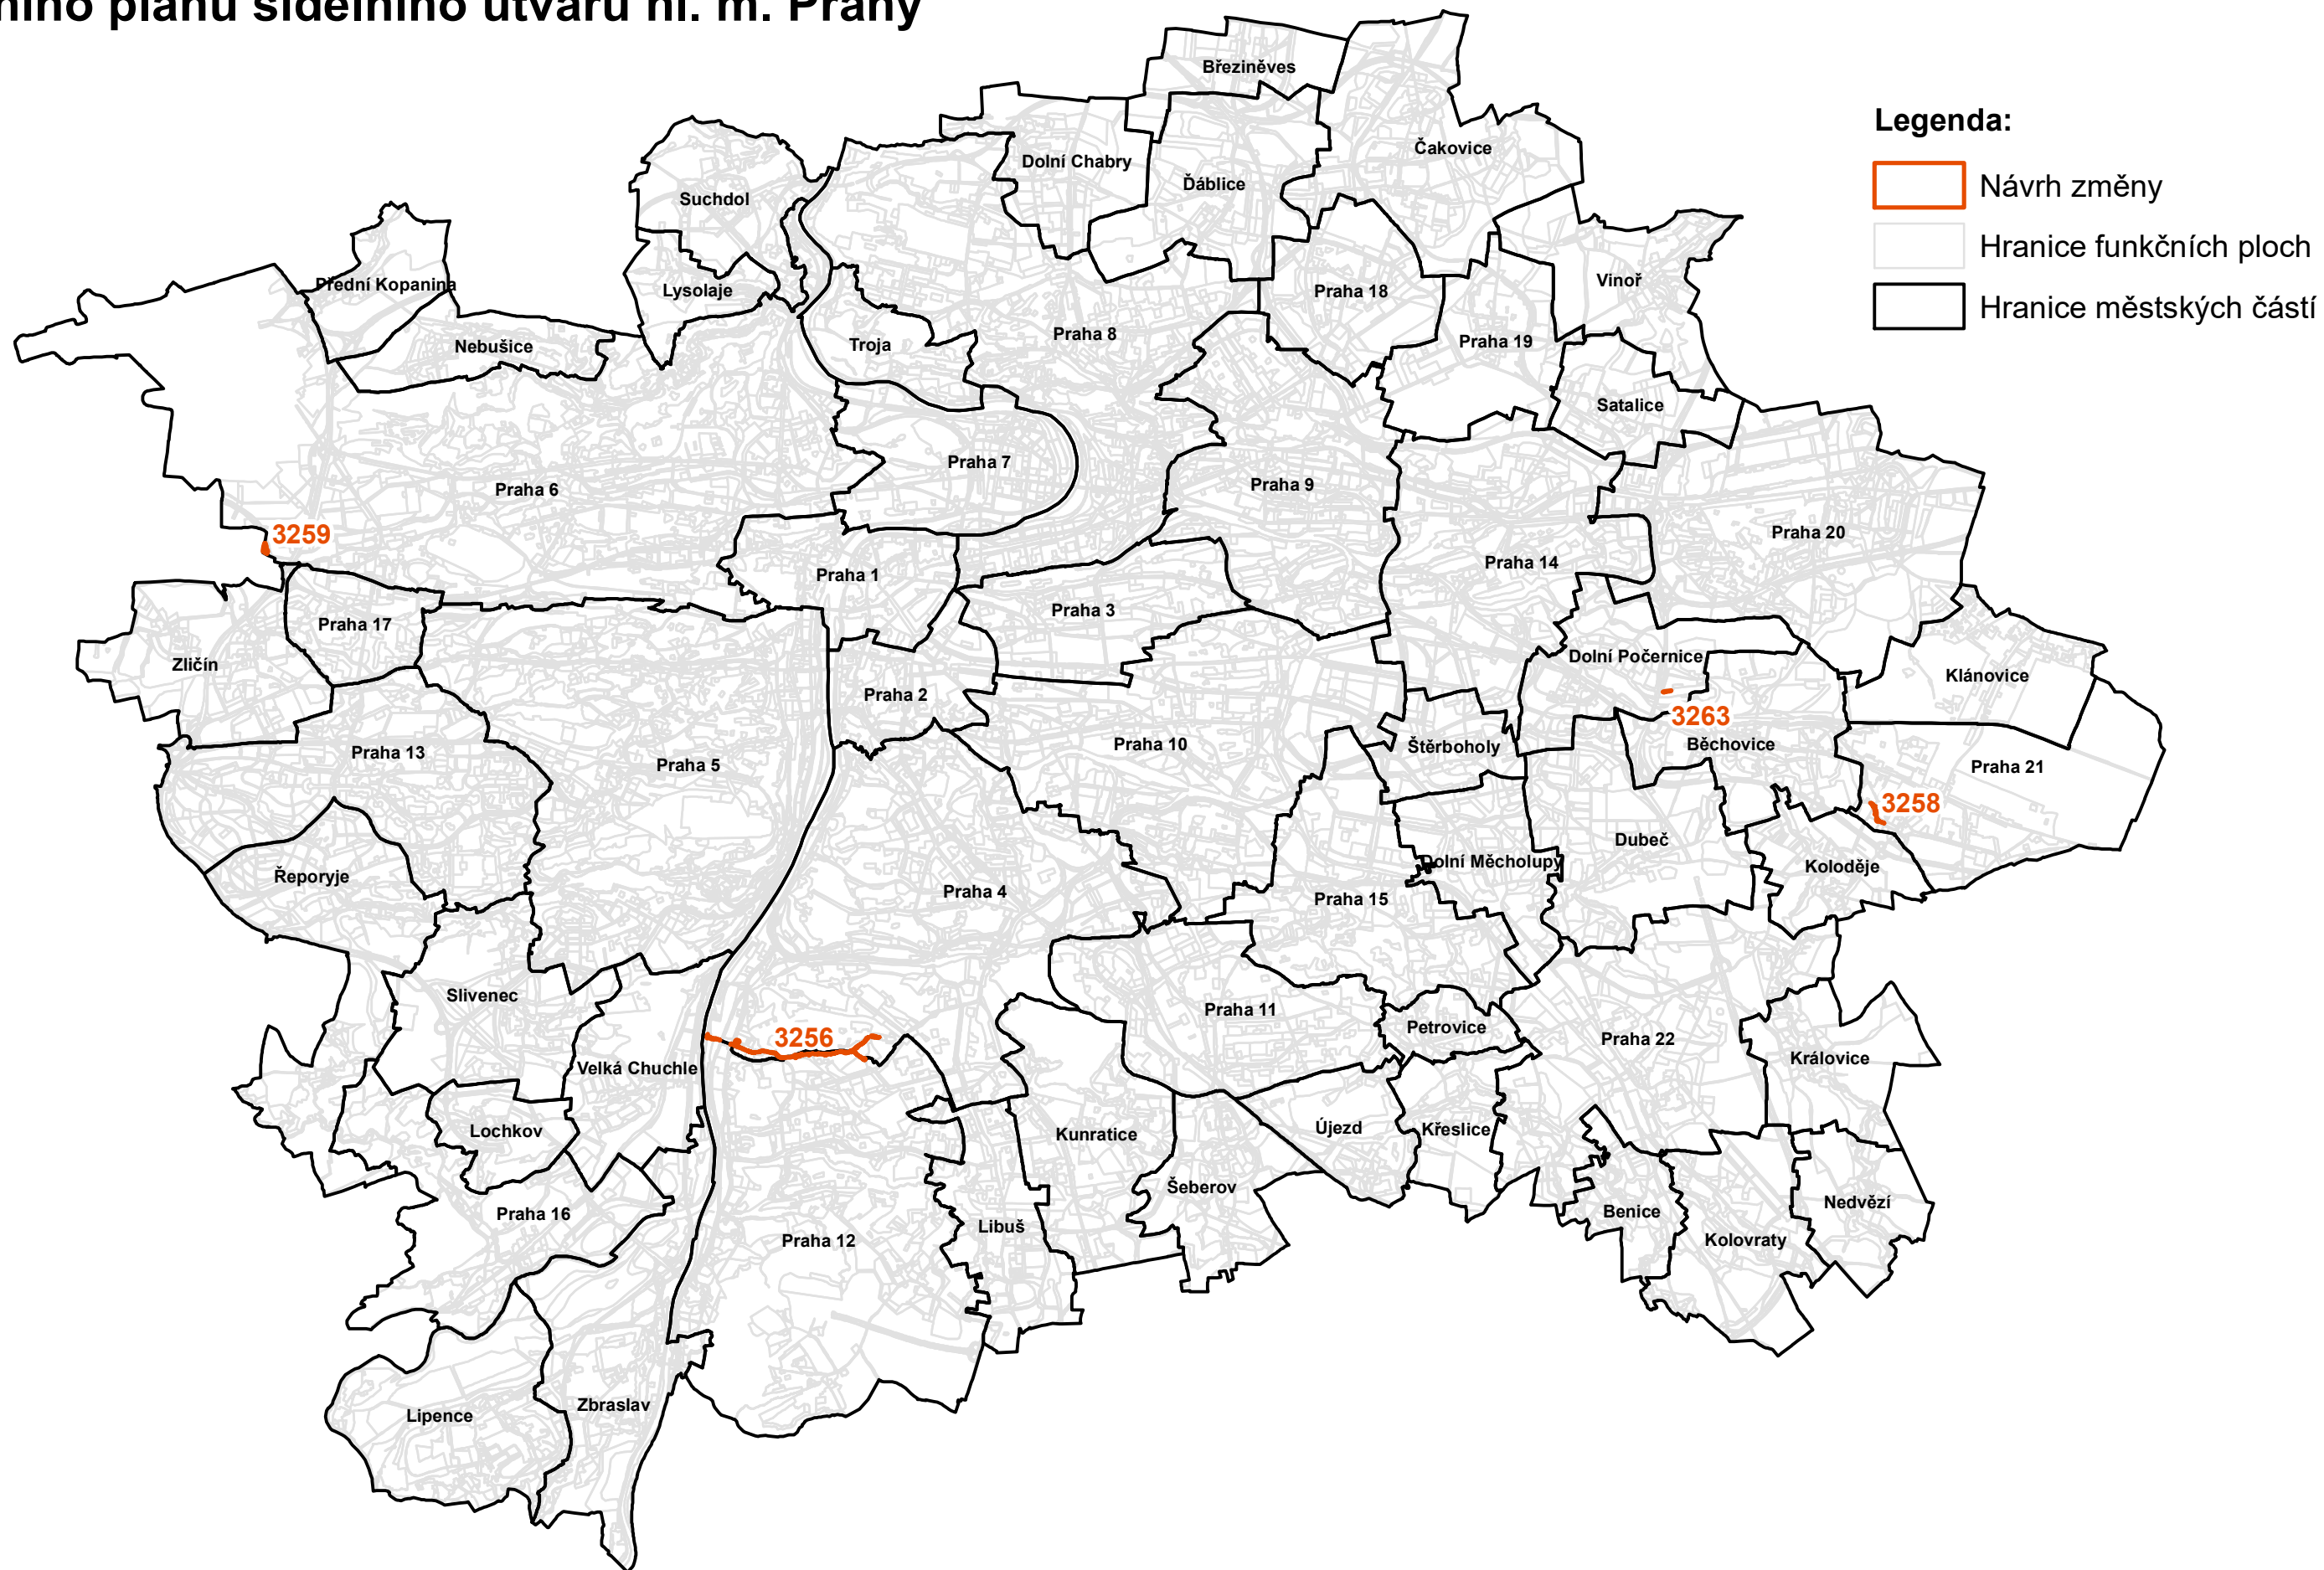 plánu sídelního útvaru hl. m. Prahy
Legenda:
Návrh změny
Hranice funkčních ploch
Hranice městských částí
Březiněves
Čakovice
Dolní Chabry
Ďáblice
Suchdol
Vinoř
Přední Kopanina
Lysolaje
Praha 18
Praha 8
Praha 19
Nebušice
Troja
Satalice
Praha 7
Praha 9
Praha 6
Praha 20
3259
Praha 14
Praha 1
Praha 3
Praha 17
Dolní Počernice
Zličín
Klánovice
Praha 2
3263
Praha 10
Štěrboholy
Běchovice
Praha 13
Praha 5
Praha 21
3258
Dubeč
Dolní Měcholupy
Koloděje
Řeporyje
Praha 4
Praha 15
Slivenec
Praha 11
Petrovice
3256
Praha 22
Královice
Velká Chuchle
Lochkov
Kunratice
Újezd
Křeslice
Šeberov
Nedvězí
Praha 16
Benice
Libuš
Praha 12
Kolovraty
Zbraslav
Lipence